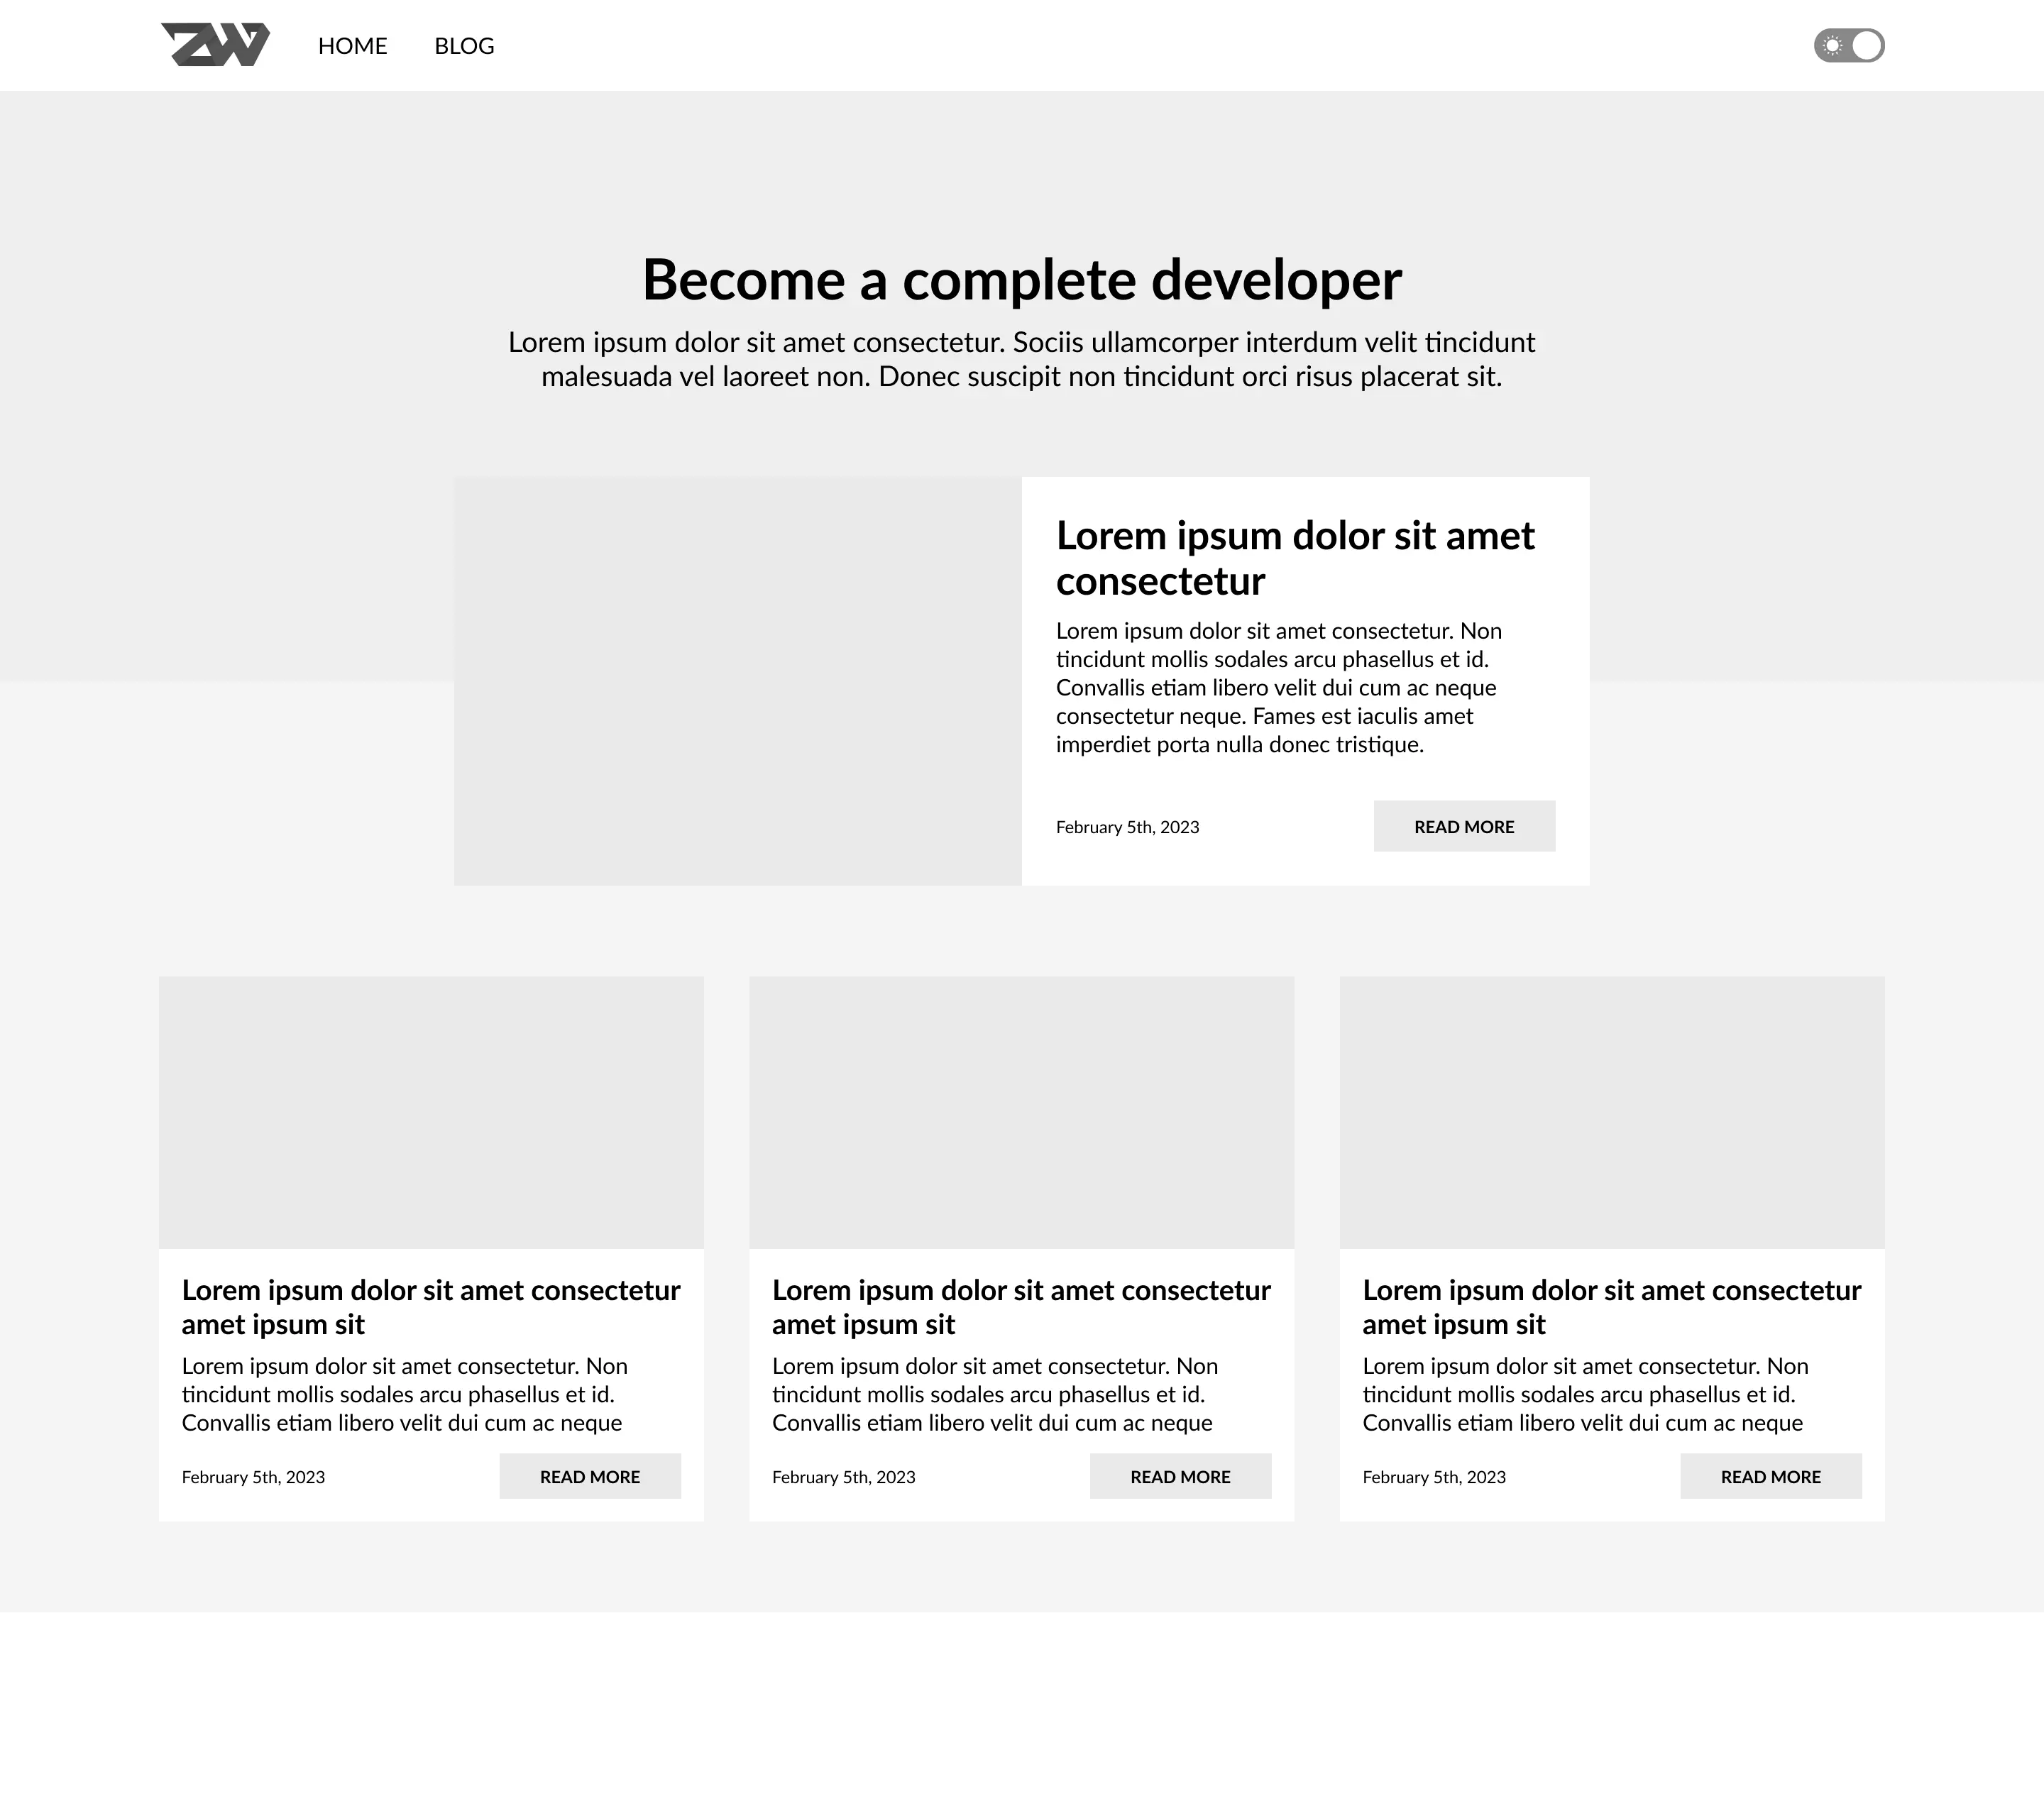 ZW
HOME
BLOG
Become a complete developer
Lorem ipsum dolor sit amet consectetur. Sociis ullamcorper interdum velit tincidunt
malesuada vel laoreet non. Donec suscipit non tincidunt orci risus placerat sit.
Lorem ipsum dolor sit amet
consectetur
Lorem ipsum dolor sit amet consectetur. Non
tincidunt mollis sodales arcu phasellus et id.
Convallis etiam libero velit dui cum ac neque
consectetur neque. Fames est iaculis amet
imperdiet porta nulla donec tristique.
February 5th, 2023
READ MORE
Lorem ipsum dolor sit amet consectetur
amet ipsum sit
Lorem ipsum dolor sit amet consectetur. Non
tincidunt mollis sodales arcu phasellus et id.
Convallis etiam libero velit dui cum ac neque
February 5th, 2023
READ MORE
Lorem ipsum dolor sit amet consectetur
amet ipsum sit
Lorem ipsum dolor sit amet consectetur. Non
tincidunt mollis sodales arcu phasellus et id.
Convallis etiam libero velit dui cum ac neque
February 5th, 2023
READ MORE
Lorem ipsum dolor sit amet consectetur
amet ipsum sit
Lorem ipsum dolor sit amet consectetur. Non
tincidunt mollis sodales arcu phasellus et id.
Convallis etiam libero velit dui cum ac neque
February 5th, 2023
READ MORE